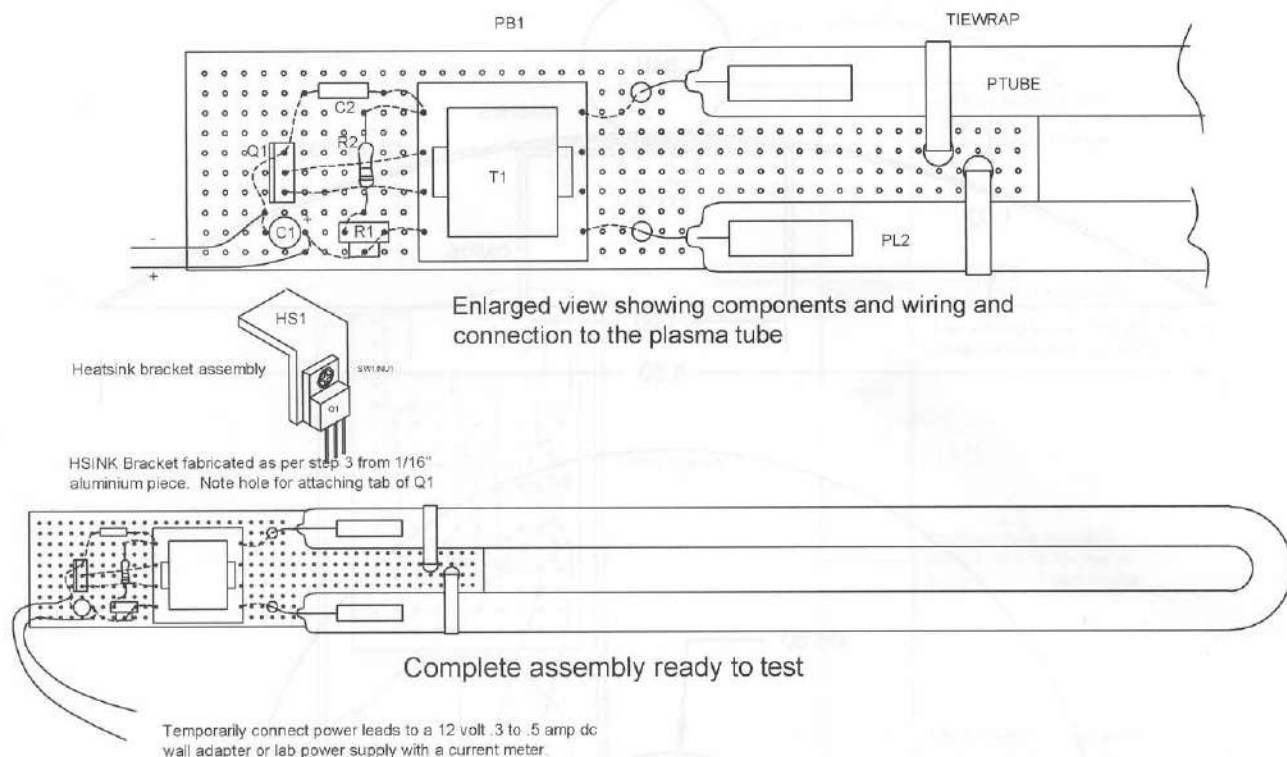 PB1
TIEWRAP
C2
PTUBE
Q1
R2
T1
+
C1
R1
PL2
-
+
Enlarged view showing components and wiring and
connection to the plasma tube
HS1
Heatsink bracket assembly
SW1/NU1
Q1
HSINK Bracket fabricated as per step 3 from 1/16"
aluminium piece. Note hole for attaching tab of Q1
Complete assembly ready to test
Temporarily connect power leads to a 12 volt .3 to .5 amp dc
wall adapter or lab power supply with a current meter.